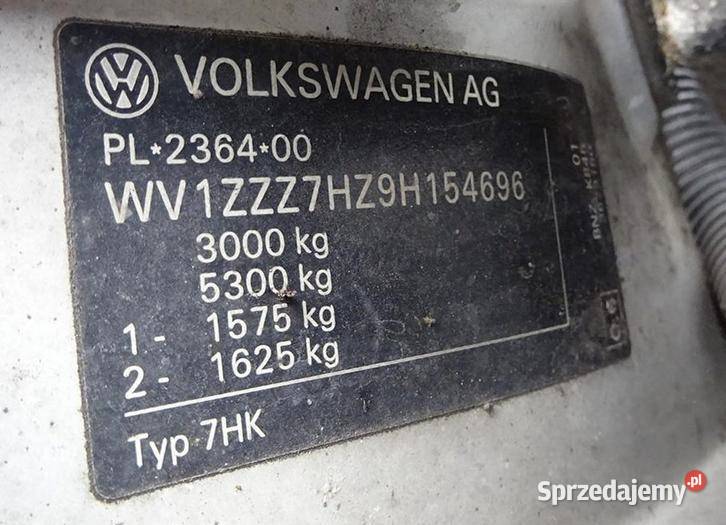 VOLKSWAGEN AG
PL*2364*00
WV1ZZZ7HZ9H154696
3000 kg
5300 kg
1 - 1575 kg
2 - 1625 kg
Typ 7HK
Sprzedajemy.pl